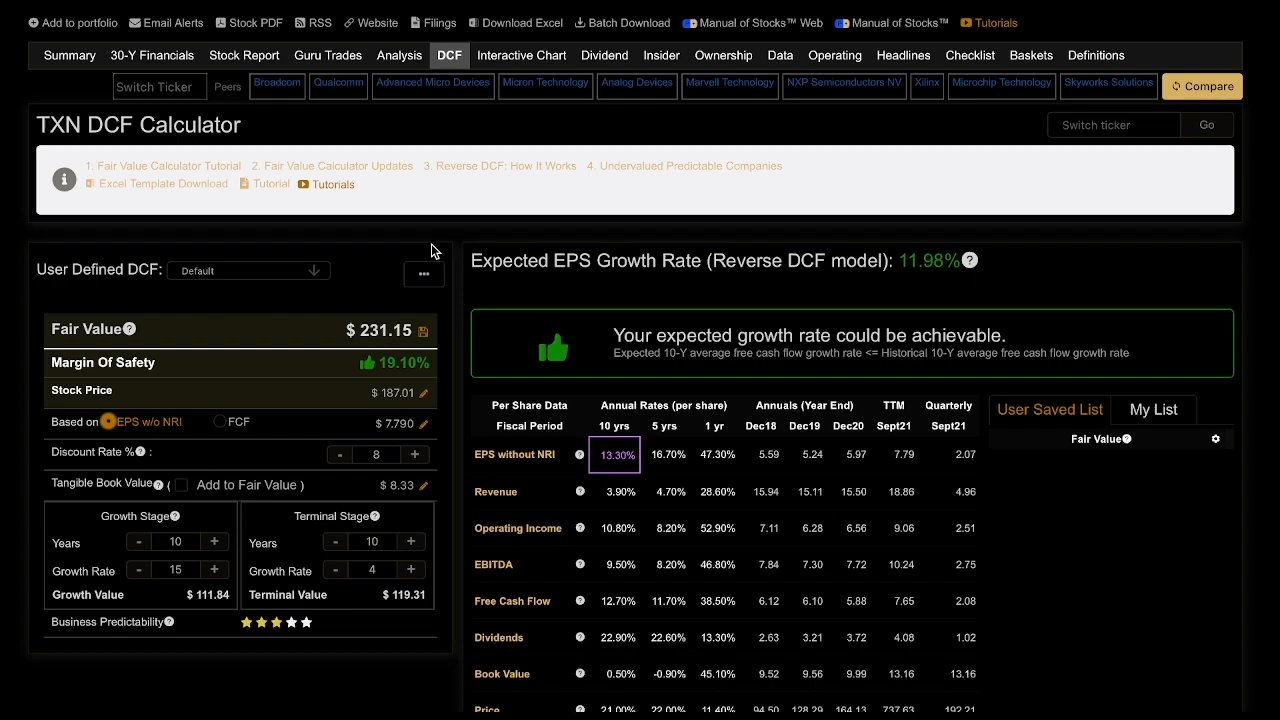 Add to portfolio Email Alerts Stock PDF RSS Website Filings Download Excel Batch Download Manual of Stocks™ Web Manual of Stocks™ Tutorials
Summary 30-Y Financials Stock Report Guru Trades Analysis DCF Interactive Chart Dividend Insider Ownership Data Operating Headlines Checklist Baskets Definitions
Switch Ticker Peers Broadcom Qualcomm Advanced Micro Devices Micron Technology Analog Devices Marvell Technology NXP Semiconductors NV Xilinx Microchip Technology Skyworks Solutions Compare
TXN DCF Calculator
Switch ticker Go
1. Fair Value Calculator Tutorial 2. Fair Value Calculator Updates 3. Reverse DCF: How It Works 4. Undervalued Predictable Companies
Excel Template Download Tutorial Tutorials
User Defined DCF: Default ...
Fair Value $ 231.15
Margin Of Safety 19.10%
Stock Price $ 187.01
Based on EPS w/o NRI FCF $ 7.790
Discount Rate % : - 8 +
Tangible Book Value ( Add to Fair Value ) $ 8.33
Growth Stage Terminal Stage
Years - 10 + Years - 10 +
Growth Rate - 15 + Growth Rate - 4 +
Growth Value $ 111.84 Terminal Value $ 119.31
Business Predictability
Expected EPS Growth Rate (Reverse DCF model): 11.98%
Your expected growth rate could be achievable.
Expected 10-Y average free cash flow growth rate <= Historical 10-Y average free cash flow growth rate
Per Share Data Annual Rates (per share) Annuals (Year End) TTM Quarterly
Fiscal Period 10 yrs 5 yrs 1 yr Dec18 Dec19 Dec20 Sept21 Sept21
EPS without NRI 13.30% 16.70% 47.30% 5.59 5.24 5.97 7.79 2.07
Revenue 3.90% 4.70% 28.60% 15.94 15.11 15.50 18.86 4.96
Operating Income 10.80% 8.20% 52.90% 7.11 6.28 6.56 9.06 2.51
EBITDA 9.50% 8.20% 46.80% 7.84 7.30 7.72 10.24 2.75
Free Cash Flow 12.70% 11.70% 38.50% 6.12 6.10 5.88 7.65 2.08
Dividends 22.90% 22.60% 13.30% 2.63 3.21 3.72 4.08 1.02
Book Value 0.50% -0.90% 45.10% 9.52 9.56 9.99 13.16 13.16
Price 21.00% 22.00% 11.40% 94.50 128.29 164.13 737.63 192.21
User Saved List My List
Fair Value